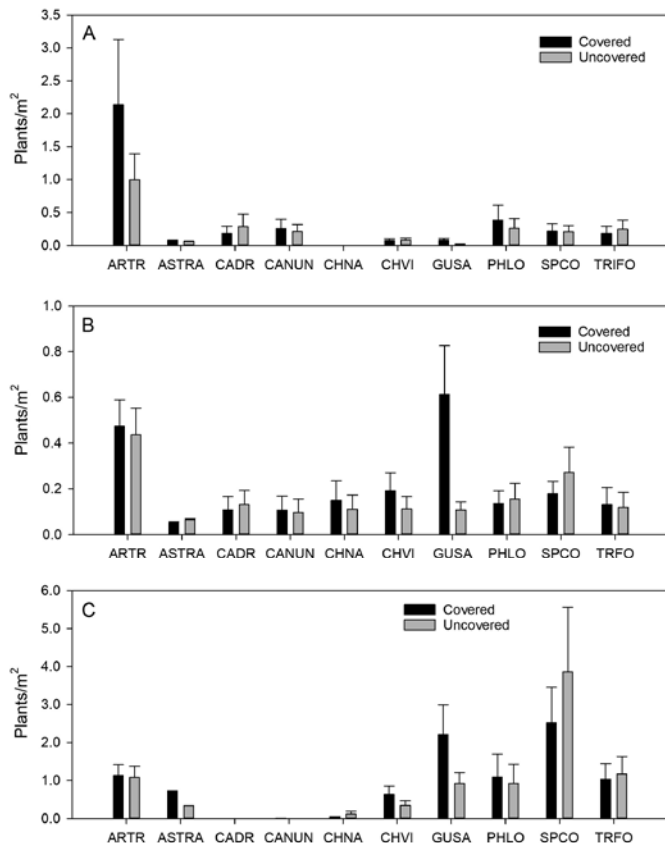 A
Covered
Uncovered
Plants/m²
3.5
3.0
2.5
2.0
1.5
1.0
0.5
0.0
ARTR ASTRA CADR CANUN CHNA CHVI GUSA PHLO SPCO TRIFO
B
Covered
Uncovered
Plants/m²
1.0
0.8
0.6
0.4
0.2
0.0
ARTR ASTRA CADR CANUN CHNA CHVI GUSA PHLO SPCO TRFO
C
Covered
Uncovered
Plants/m²
6.0
5.0
4.0
3.0
2.0
1.0
0.0
ARTR ASTRA CADR CANUN CHNA CHVI GUSA PHLO SPCO TRFO